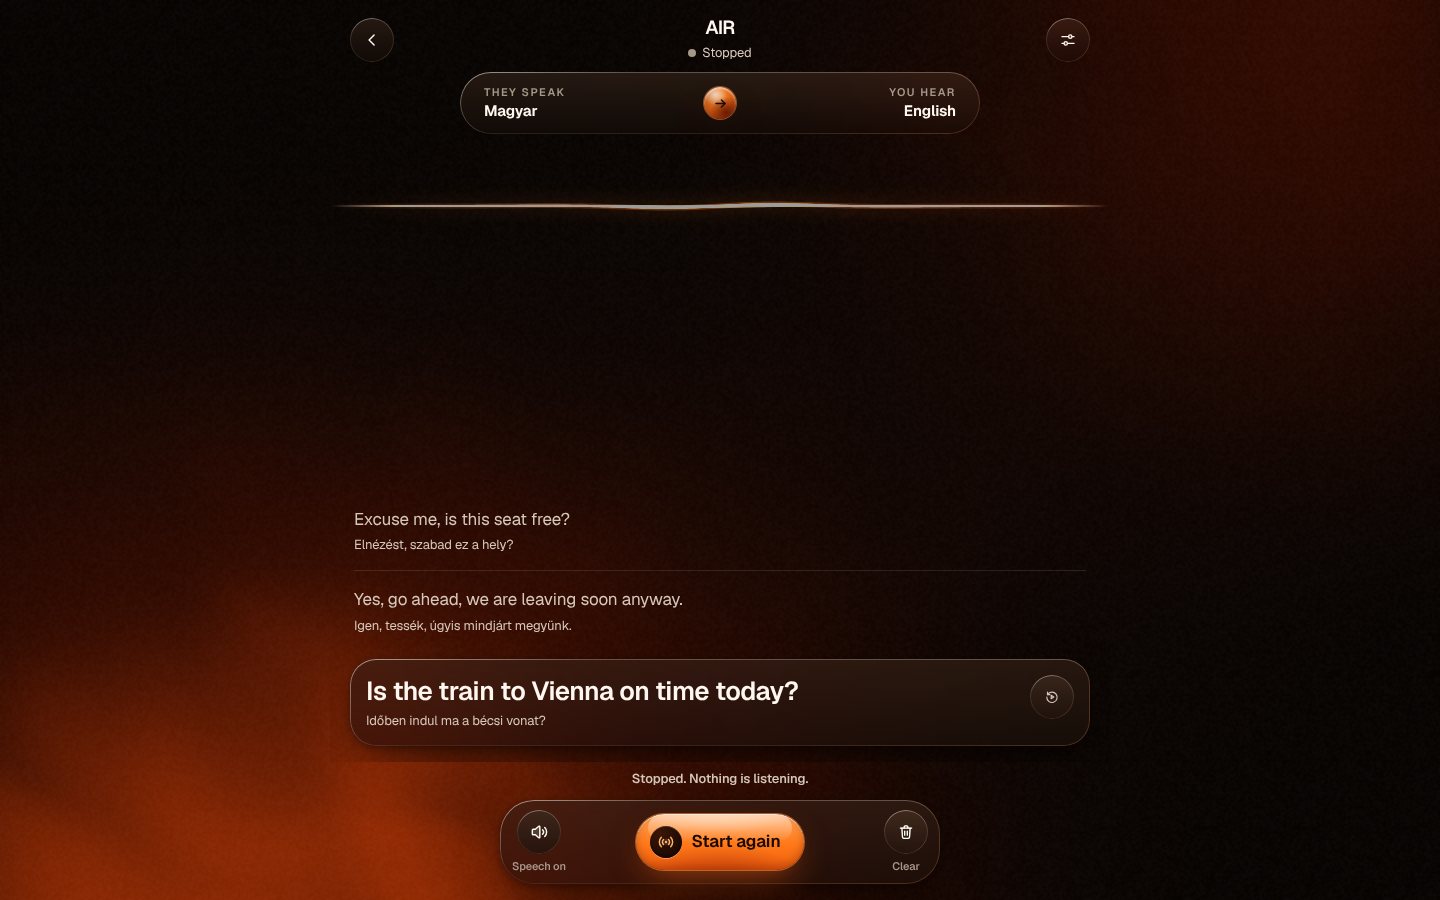 AIR
Stopped
THEY SPEAK
Magyar
YOU HEAR
English
Excuse me, is this seat free?
Elnézést, szabad ez a hely?
Yes, go ahead, we are leaving soon anyway.
Igen, tessék, úgyis mindjárt megyünk.
Is the train to Vienna on time today?
Időben indul ma a bécsi vonat?
Stopped. Nothing is listening.
Speech on
Start again
Clear